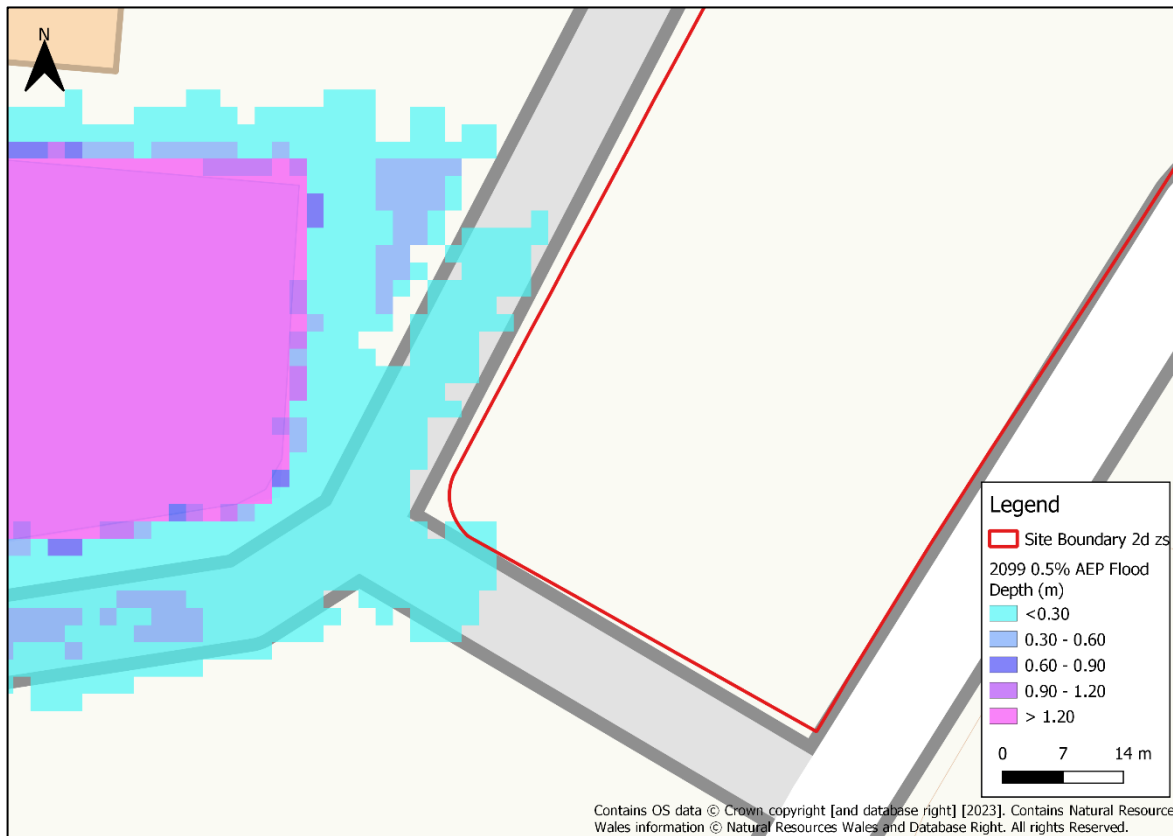 N
Legend
Site Boundary 2d zs
2099 0.5% AEP Flood
Depth (m)
<0.30
0.30 - 0.60
0.60 - 0.90
0.90 - 1.20
> 1.20
0 7 14 m
Contains OS data © Crown copyright [and database right] [2023]. Contains Natural Resource
Wales information © Natural Resources Wales and Database Right. All rights Reserved.